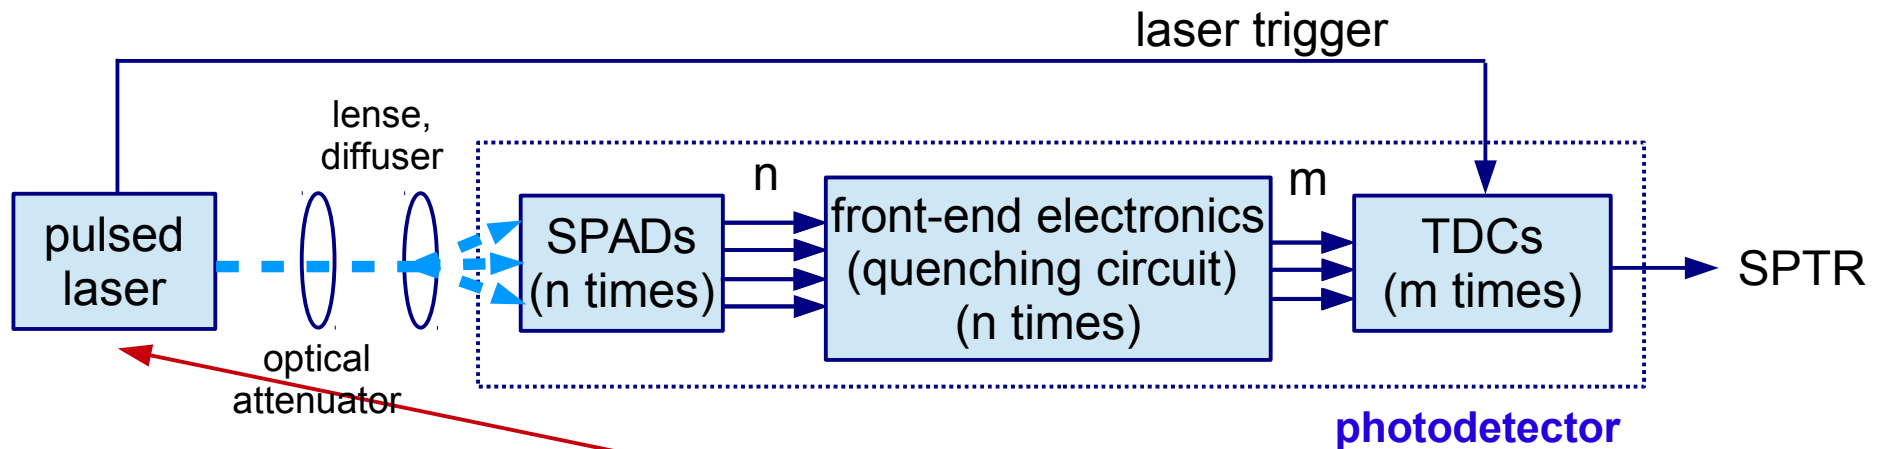 laser trigger
lense,
diffuser
pulsed
laser
optical
attenuator
SPADs
(n times)
n
front-end electronics
(quenching circuit)
(n times)
m
TDCs
(m times)
SPTR
photodetector